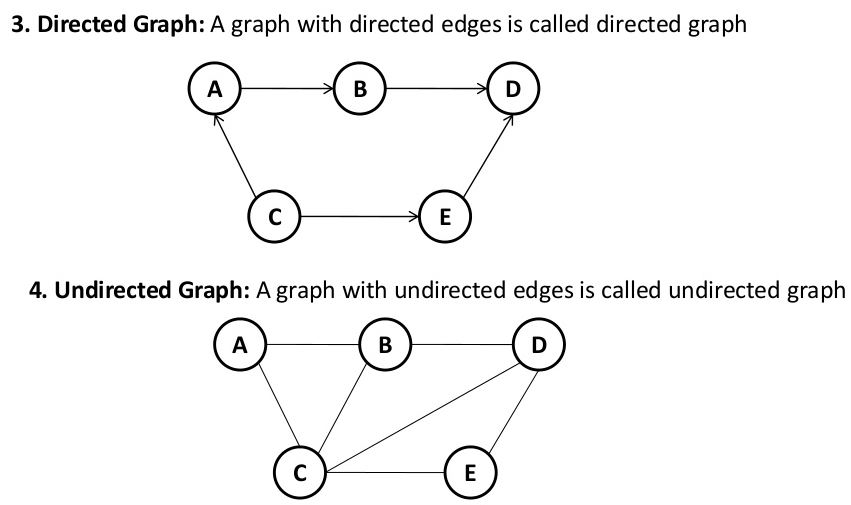 3. Directed Graph: A graph with directed edges is called directed graph
A B D
C E
4. Undirected Graph: A graph with undirected edges is called undirected graph
A B D
C E